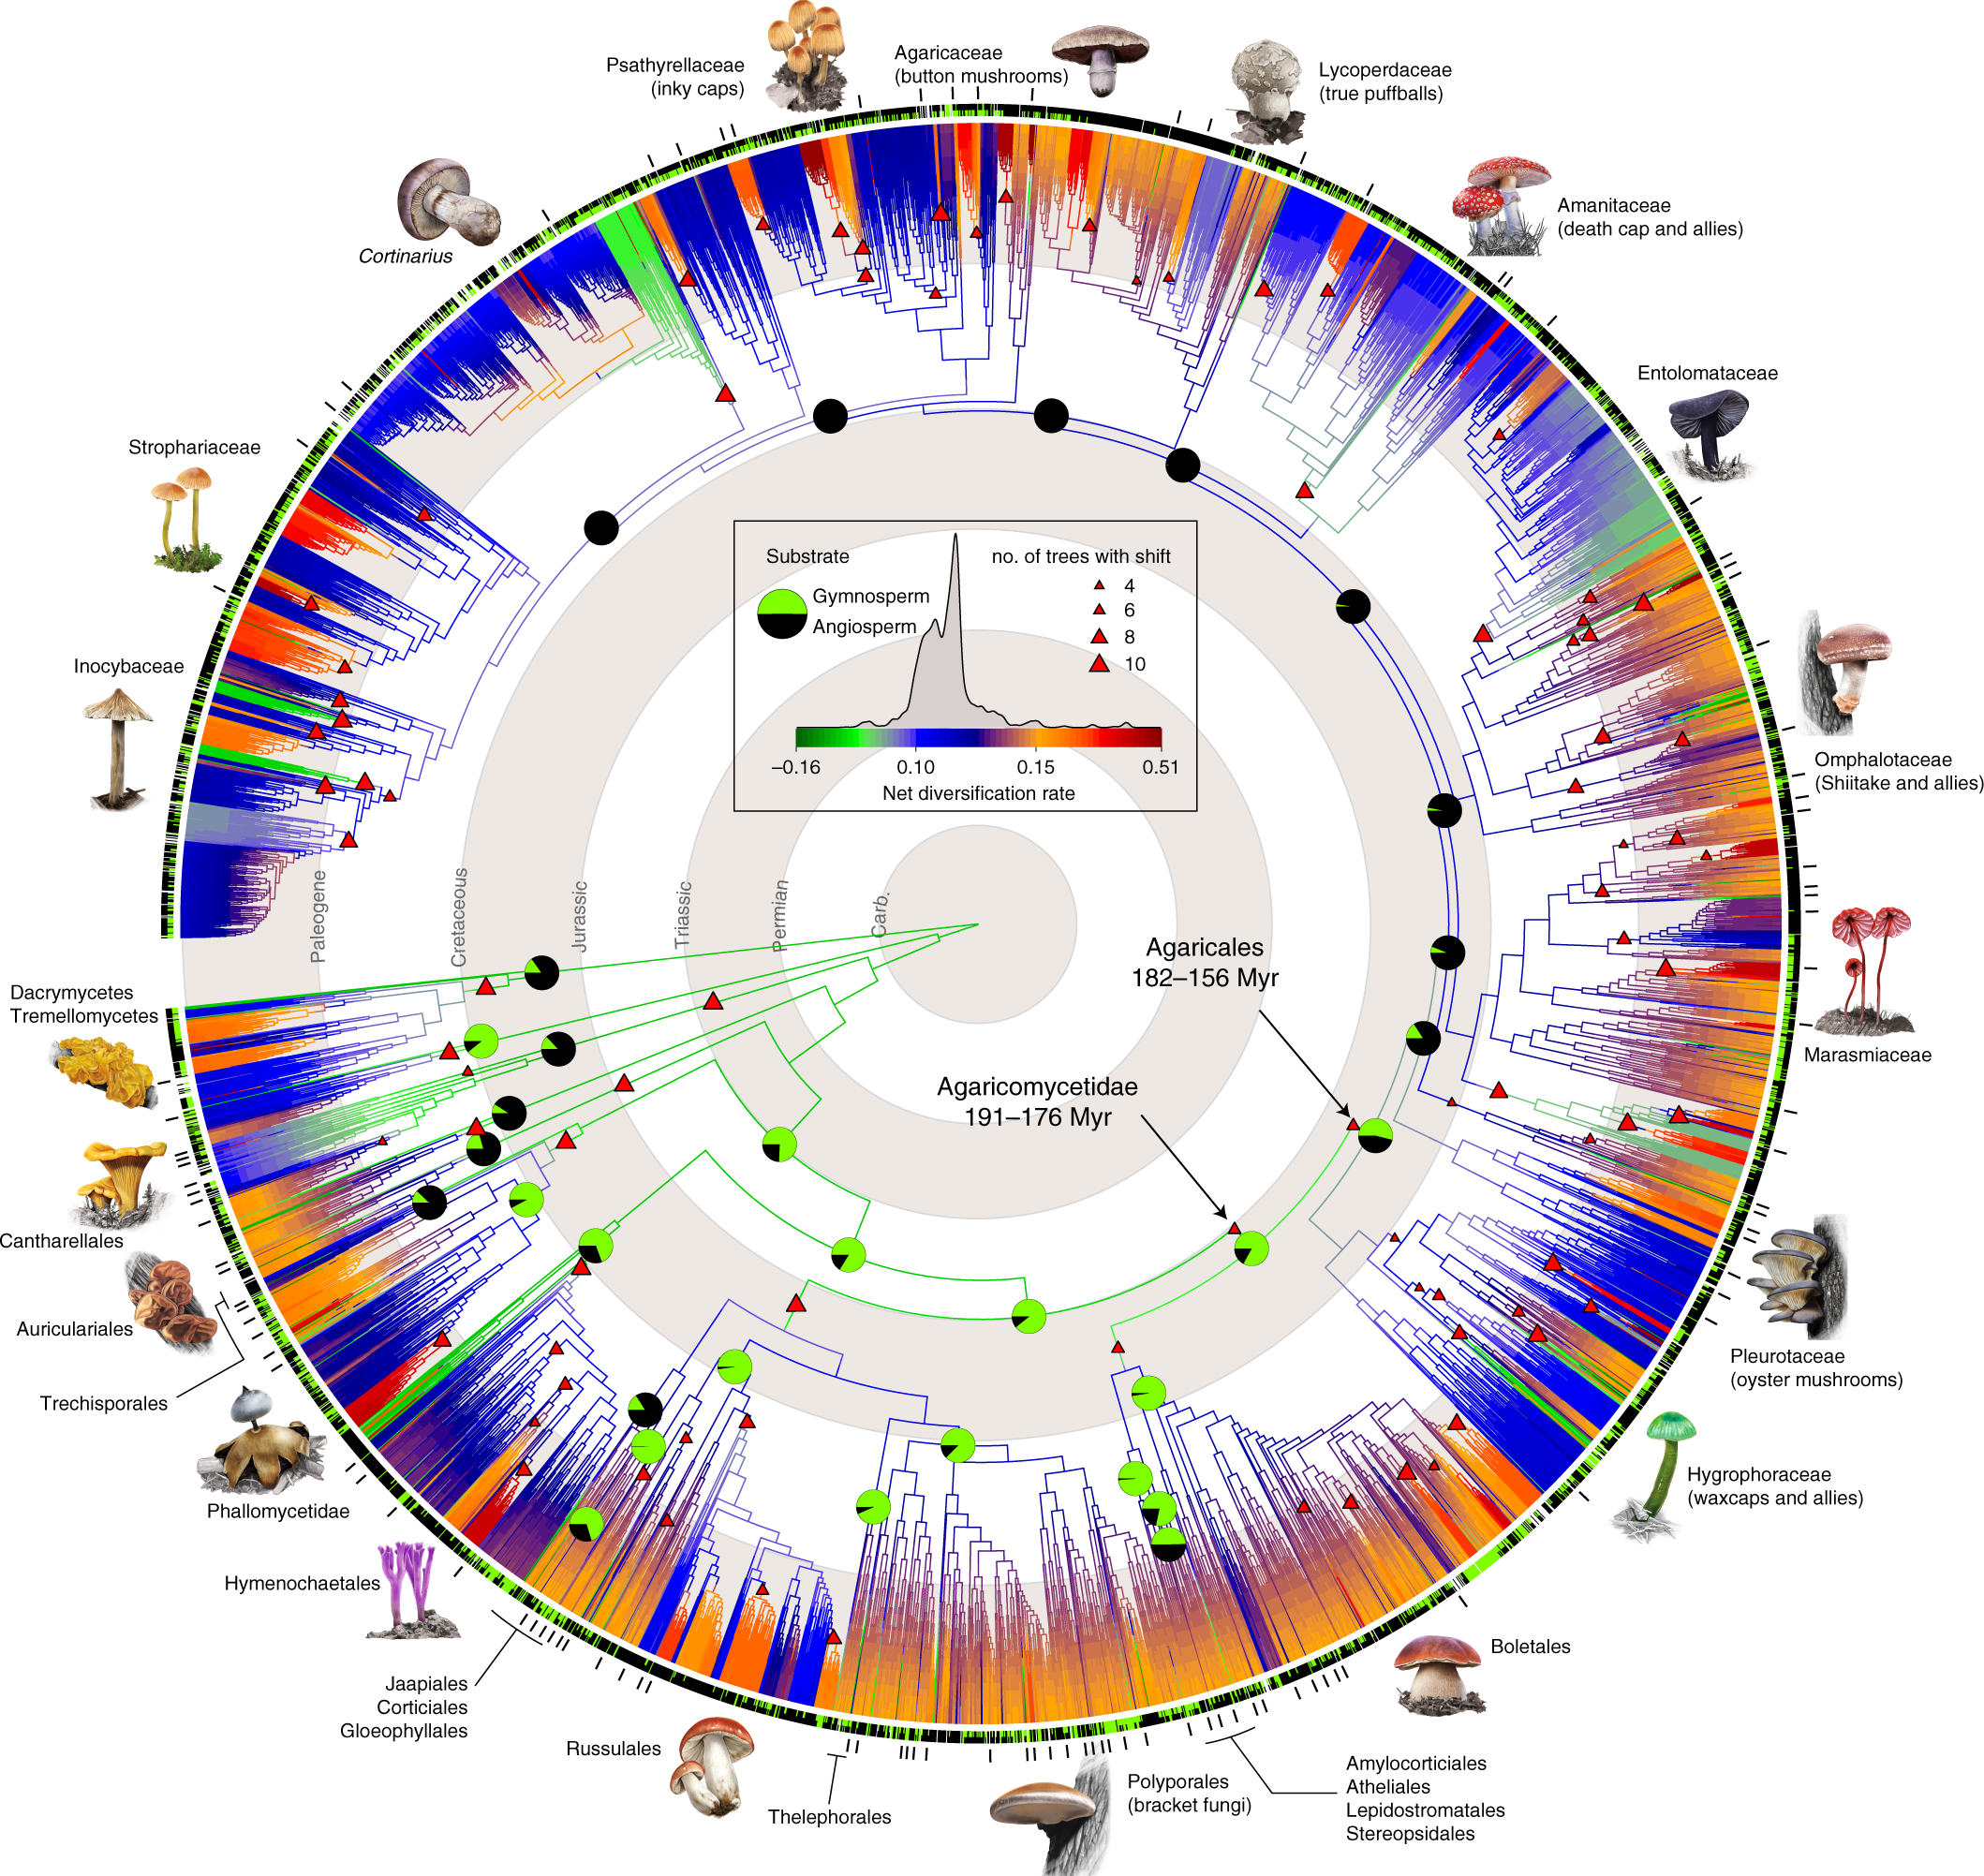 Psathyrellaceae
(inky caps)
Agaricaceae
(button mushrooms)
Lycoperdaceae
(true puffballs)
Amanitaceae
(death cap and allies)
Cortinarius
Entolomataceae
Strophariaceae
Substrate
Gymnosperm
Angiosperm
no. of trees with shift
4
6
8
10
–0.16
0.10
0.15
0.51
Net diversification rate
Inocybaceae
Omphalotaceae
(Shiitake and allies)
Paleogene
Cretaceous
Jurassic
Triassic
Permian
Carb.
Agaricales
182–156 Myr
Agaricomycetidae
191–176 Myr
Dacrymycetes
Tremellomycetes
Marasmiaceae
Cantharellales
Auriculariales
Trechisporales
Pleurotaceae
(oyster mushrooms)
Phallomycetidae
Hygrophoraceae
(waxcaps and allies)
Hymenochaetales
Jaapiales
Corticiales
Gloeophyllales
Boletales
Russulales
Thelephorales
Polyporales
(bracket fungi)
Amylocorticiales
Atheliales
Lepidostromatales
Stereopsidales